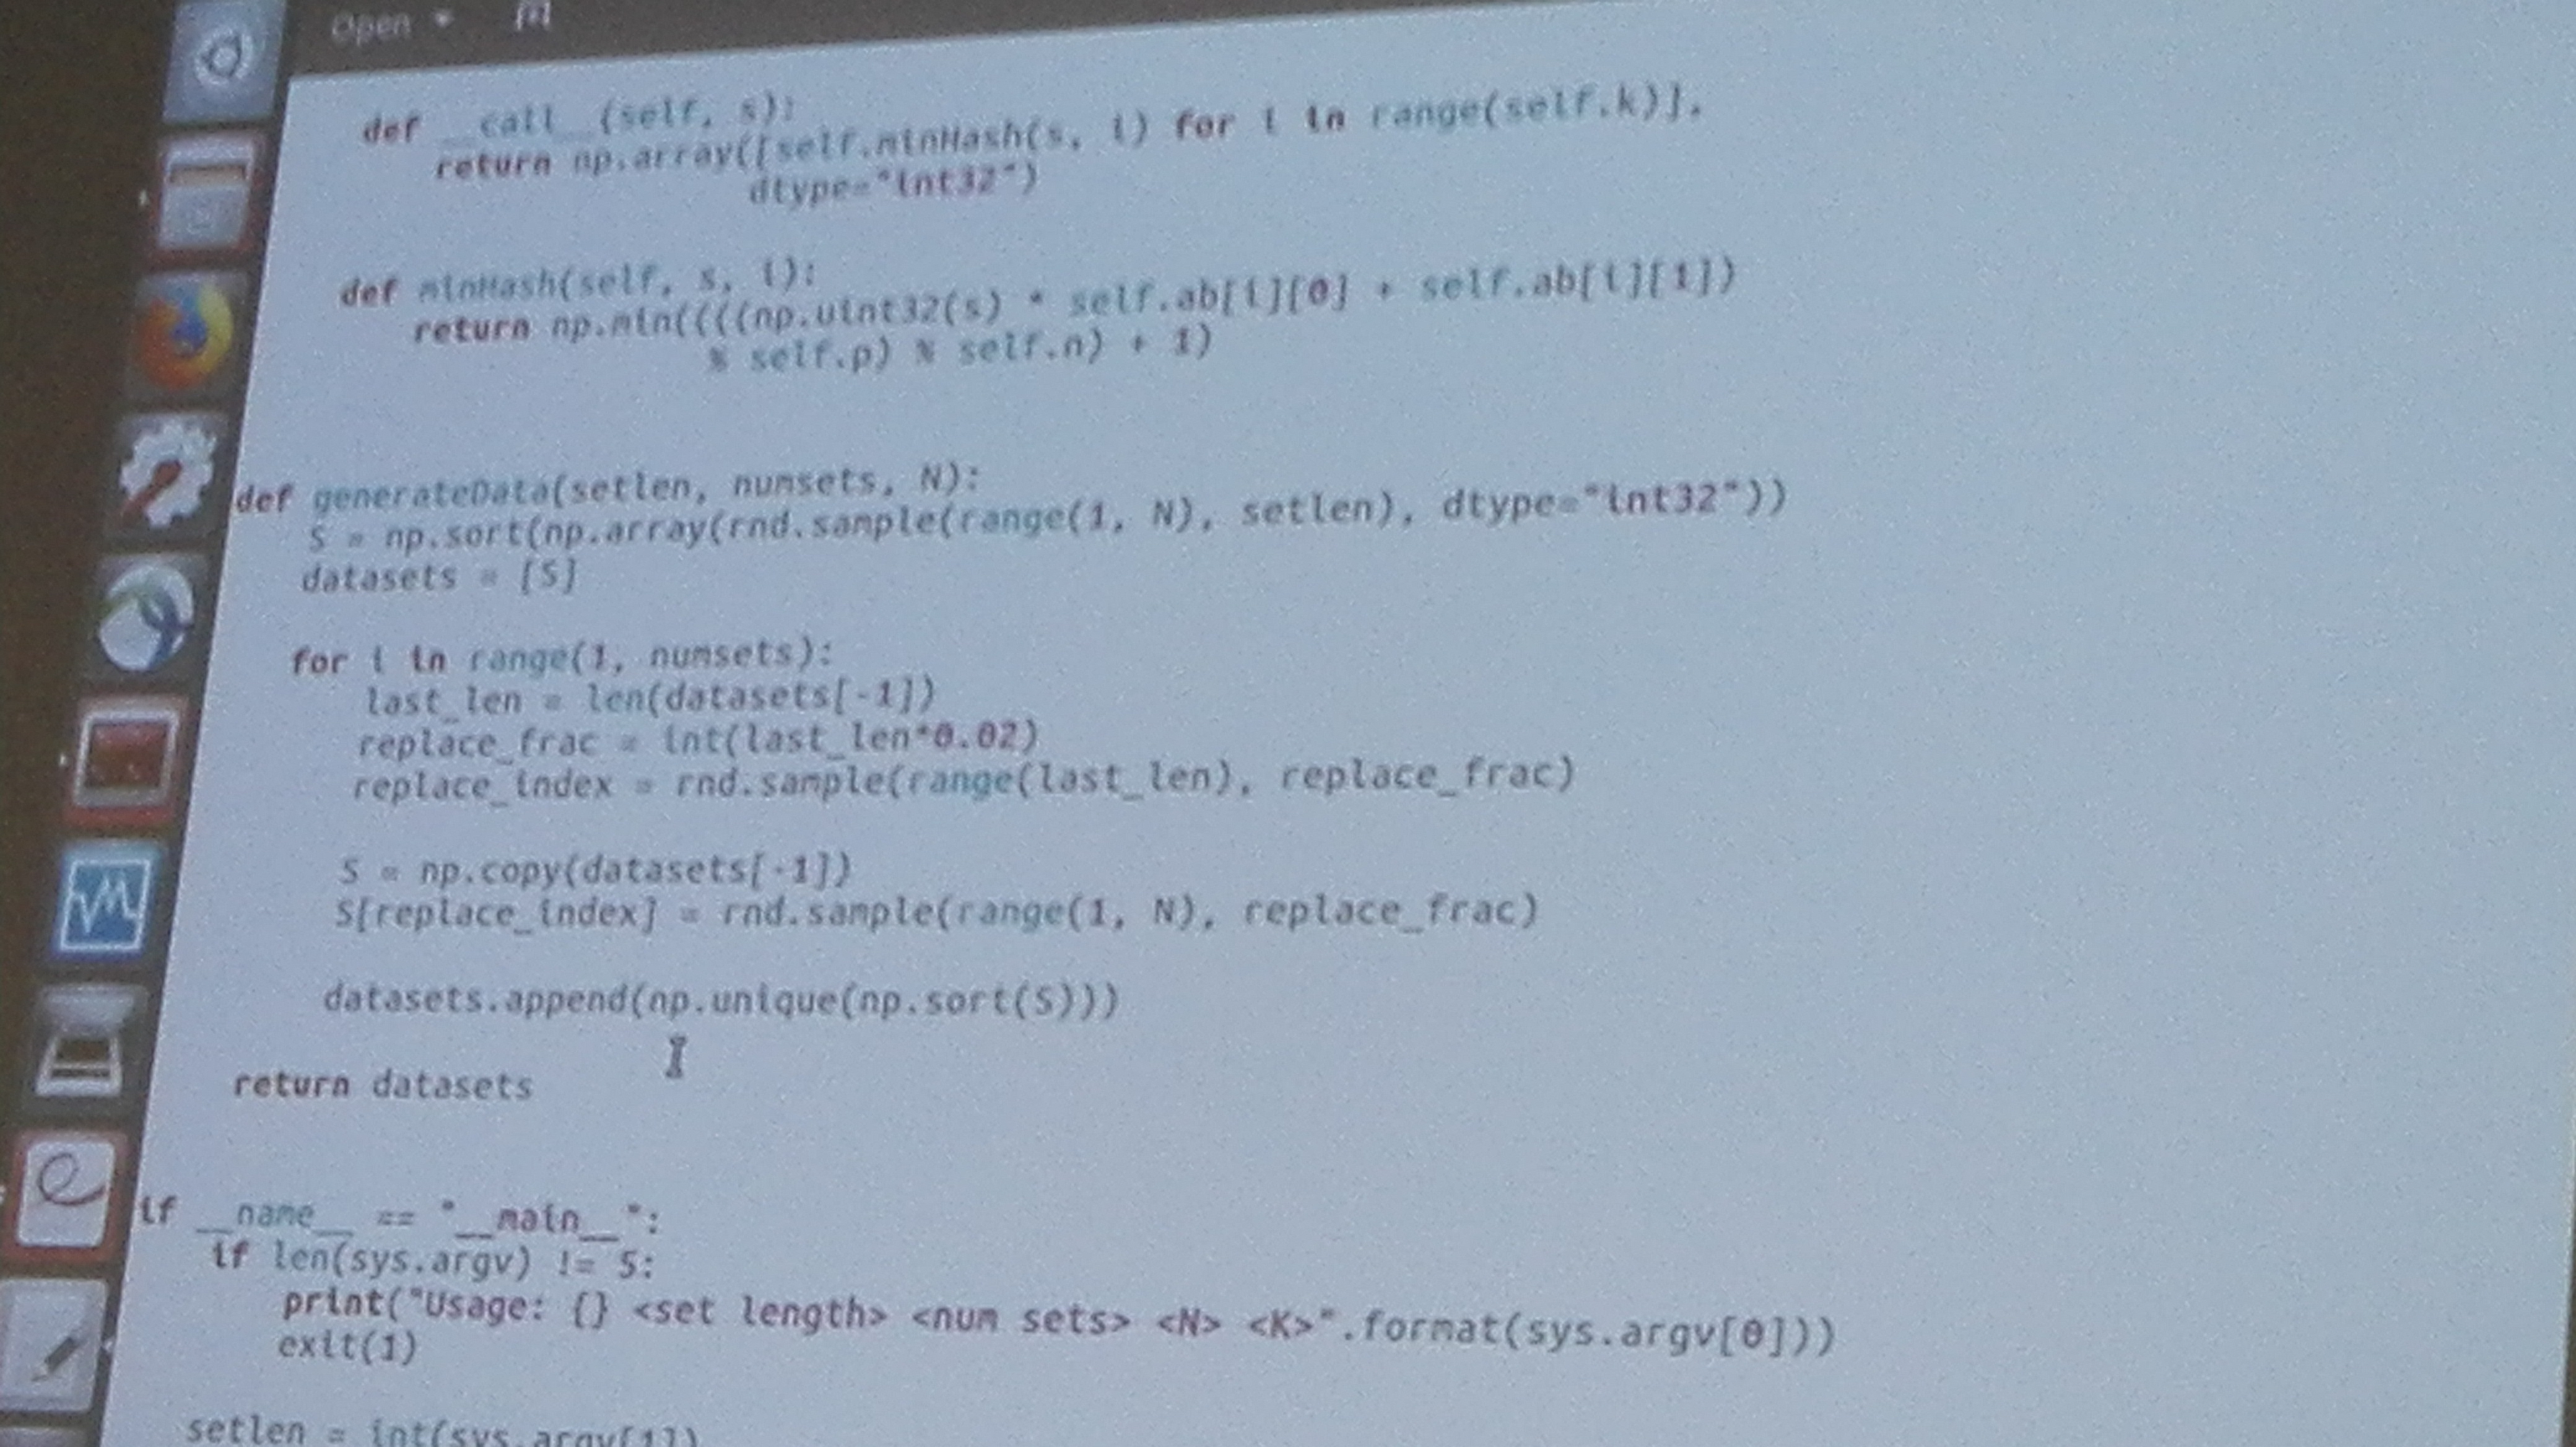 Open
def __call__(self, s):
return np.array([self.minHash(s, i) for i in range(self.k)],
dtype="int32")
def minHash(self, s, i):
return np.min((((np.uint32(s) * self.ab[i][0] + self.ab[i][1])
% self.p) % self.n) + 1)
def generateData(setlen, numsets, N):
S = np.sort(np.array(rnd.sample(range(1, N), setlen), dtype="int32"))
datasets = [S]
for i in range(1, numsets):
last_len = len(datasets[-1])
replace_frac = int(last_len*0.02)
replace_index = rnd.sample(range(last_len), replace_frac)
S = np.copy(datasets[-1])
S[replace_index] = rnd.sample(range(1, N), replace_frac)
datasets.append(np.unique(np.sort(S)))
return datasets
if __name__ == "__main__":
if len(sys.argv) != 5:
print("Usage: {} <set length> <num sets> <N> <K>".format(sys.argv[0]))
exit(1)
setlen = int(sys.argv[1])